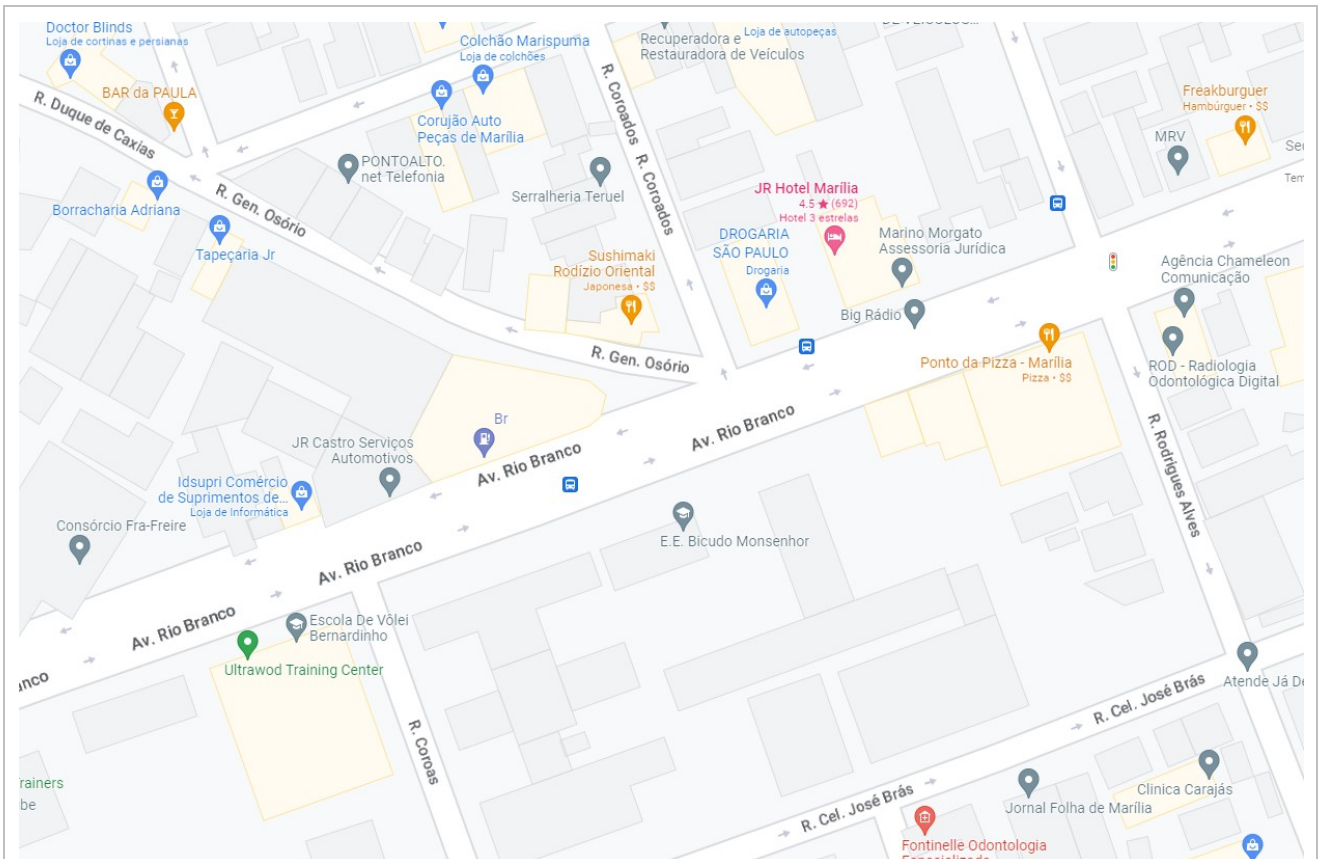 Doctor Blinds
Loja de cortinas e persianas
BAR da PAULA
R. Duque de Caxias
Colchão Marispuma
Loja de colchões
Corujão Auto
Peças de Marília
Recuperadora e
Restauradora de Veículos
Loja de autopeças
R. Coroados
R. Coroados
Freakburguer
Hambúrguer • $$
MRV
PONTOALTO.
net Telefonia
Serralheria Teruel
JR Hotel Marília
4.5 ★ (692)
Hotel 3 estrelas
Borracharia Adriana
R. Gen. Osório
Tapeçaria Jr
Sushimaki
Rodízio Oriental
Japonesa • $$
DROGARIA
SÃO PAULO
Drogaria
Marino Morgato
Assessoria Jurídica
Agência Chameleon
Comunicação
Big Rádio
R. Gen. Osório
Ponto da Pizza - Marília
Pizza • $$
ROD - Radiologia
Odontológica Digital
Br
Av. Rio Branco
Av. Rio Branco
R. Rodrigues Alves
JR Castro Serviços
Automotivos
Idsupri Comércio
de Suprimentos de...
Loja de Informática
Consórcio Fra-Freire
E.E. Bicudo Monsenhor
Av. Rio Branco
Av. Rio Branco
Escola De Vôlei
Bernardinho
Ultrawod Training Center
anco
R. Coroas
Atende Já De
R. Cel. José Brás
rainers
be
R. Cel. José Brás
Jornal Folha de Marília
Clinica Carajás
Fontinelle Odontologia